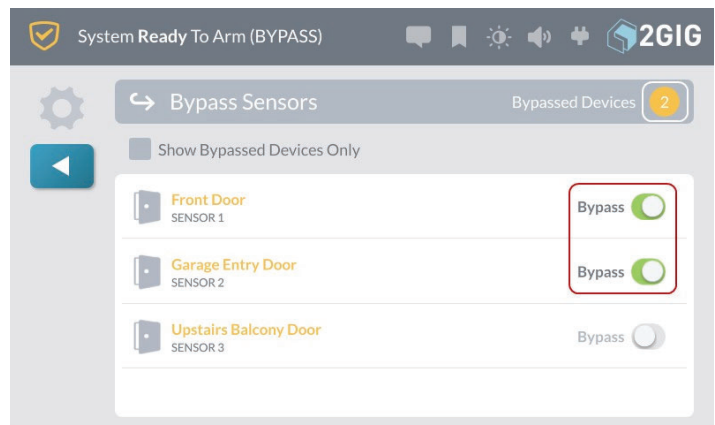 System Ready To Arm (BYPASS)
2GIG
Bypass Sensors
Bypassed Devices 2
Show Bypassed Devices Only
Front Door
SENSOR 1
Bypass
Garage Entry Door
SENSOR 2
Bypass
Upstairs Balcony Door
SENSOR 3
Bypass